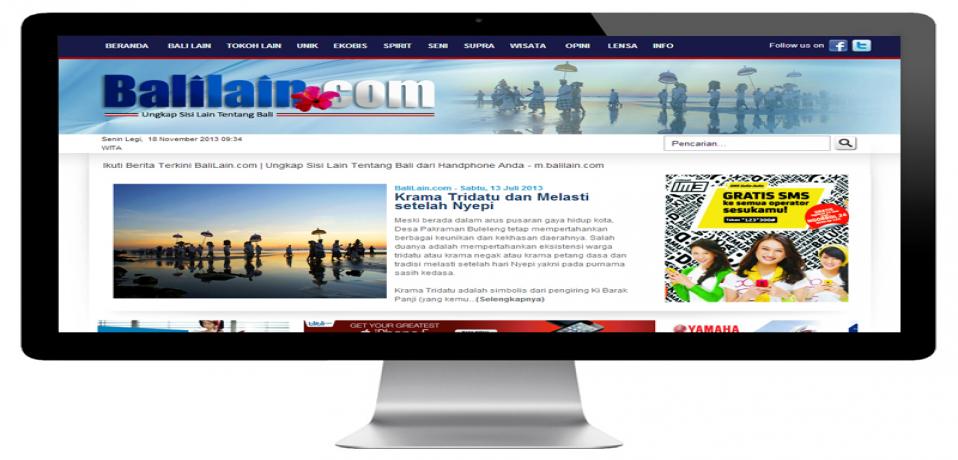 BERANDA BALI LAIN TOKOH LAIN UNIK EKOBIS SPIRIT SENI SUPRA WISATA OPINI LENSA INFO Follow us on
Balilain.com
Ungkap Sisi Lain Tentang Bali
Senin Legi, 18 November 2013 09:34
WITA
Pencarian...
Ikuti Berita Terkini BaliLain.com | Ungkap Sisi Lain Tentang Bali dari Handphone Anda - m.balilain.com
BaliLain.com - Sabtu, 13 Juli 2013
Krama Tridatu dan Melasti
setelah Nyepi
Meski berada dalam arus pusaran gaya hidup kota,
Desa Pakraman Buleleng tetap mempertahankan
berbagai keunikan dan kekhasan daerahnya. Salah
duanya adalah mempertahankan eksistensi warga
tridatu atau krama negak atau krama petang dasa dan
tradisi melasti setelah hari Nyepi yakni pada purnama
sasih kedasa.
Krama Tridatu adalah simbolis dari pengiring Ki Barak
Panji (yang kemu...(Selengkapnya)
IM3
GRATIS SMS
ke semua operator
sesukamu!
Tekan *123*300#
GET YOUR GREATEST
iPhone 5
YAMAHA